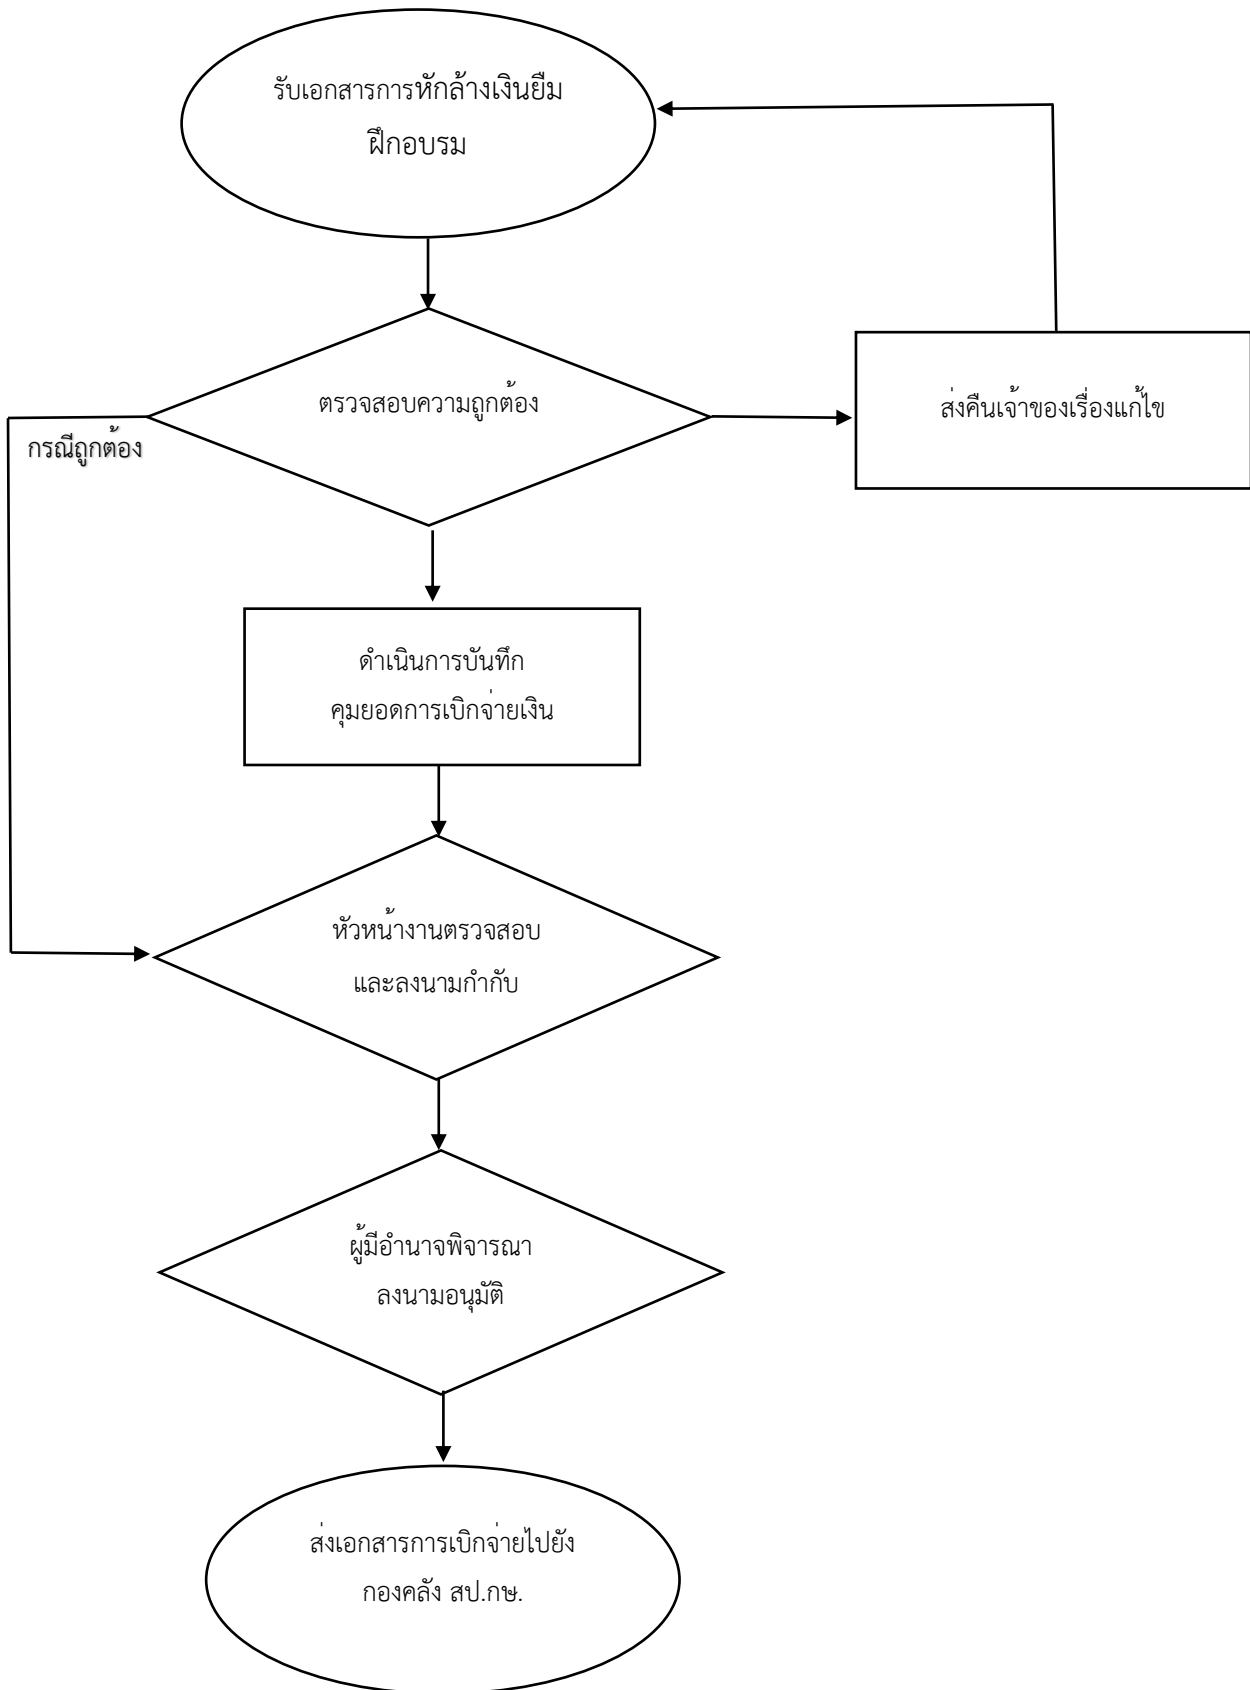 รับเอกสารการหักล้างเงินยืม
ฝึกอบรม
ตรวจสอบความถูกต้อง
ส่งคืนเจ้าของเรื่องแก้ไข
กรณีถูกต้อง
ดำเนินการบันทึก
คุมยอดการเบิกจ่ายเงิน
หัวหน้างานตรวจสอบ
และลงนามกำกับ
ผู้มีอำนาจพิจารณา
ลงนามอนุมัติ
ส่งเอกสารการเบิกจ่ายไปยัง
กองคลัง สป.กษ.